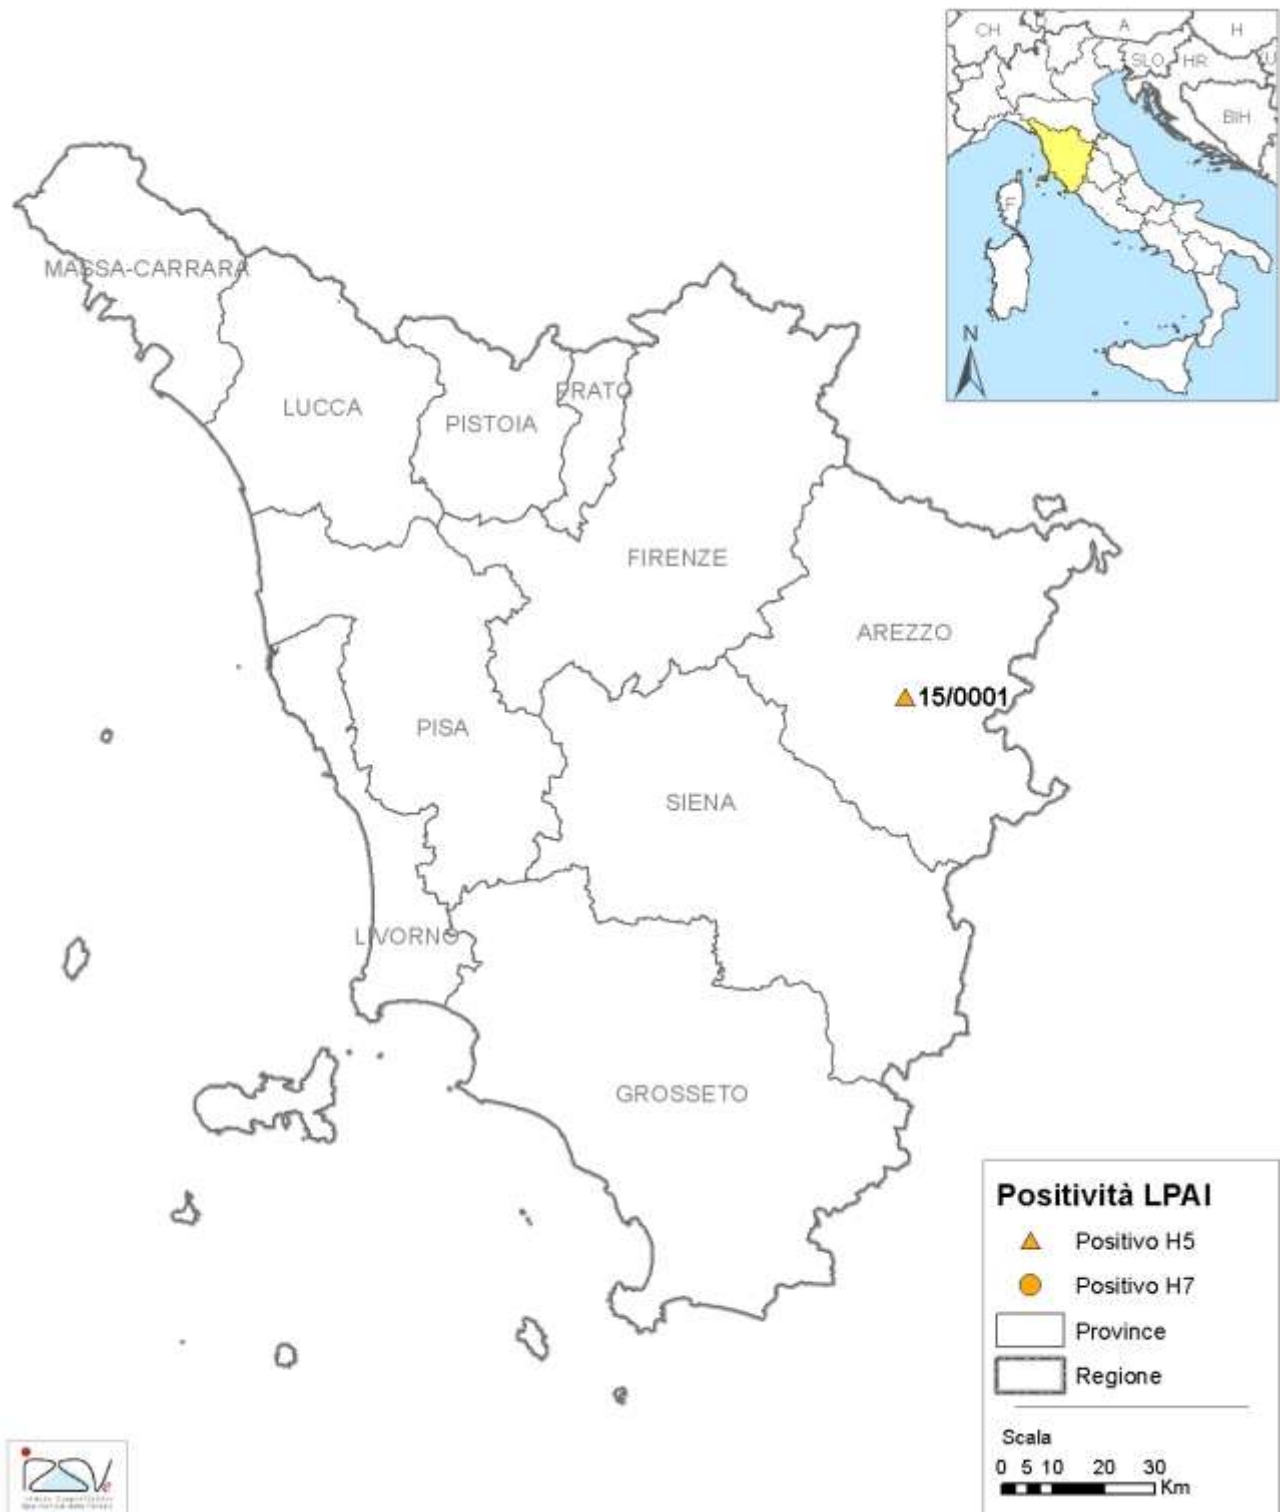 CH
A
H
SLO
HR
BIH
F
N
MASSA-CARRARA
LUCCA
PISTOIA
PRATO
FIRENZE
AREZZO
15/0001
PISA
SIENA
LIVORNO
GROSSETO
Positività LPAI
Positivo H5
Positivo H7
Province
Regione
Scala
0 5 10 20 30
Km